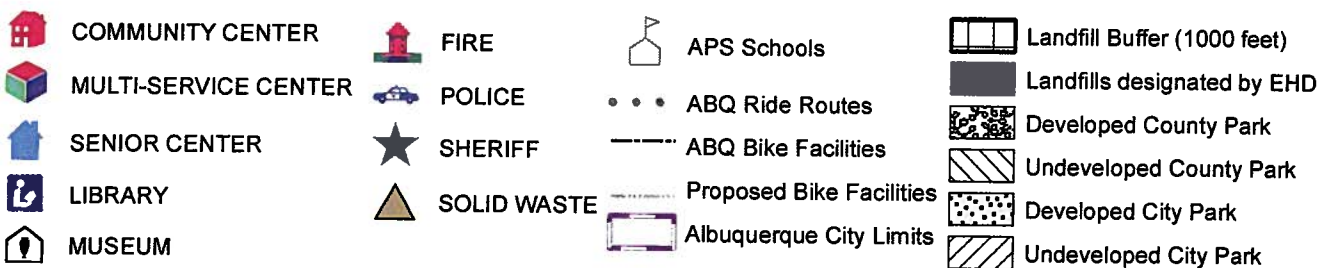 COMMUNITY CENTER
MULTI-SERVICE CENTER
SENIOR CENTER
LIBRARY
MUSEUM
FIRE
POLICE
SHERIFF
SOLID WASTE
APS Schools
ABQ Ride Routes
ABQ Bike Facilities
Proposed Bike Facilities
Albuquerque City Limits
Landfill Buffer (1000 feet)
Landfills designated by EHD
Developed County Park
Undeveloped County Park
Developed City Park
Undeveloped City Park